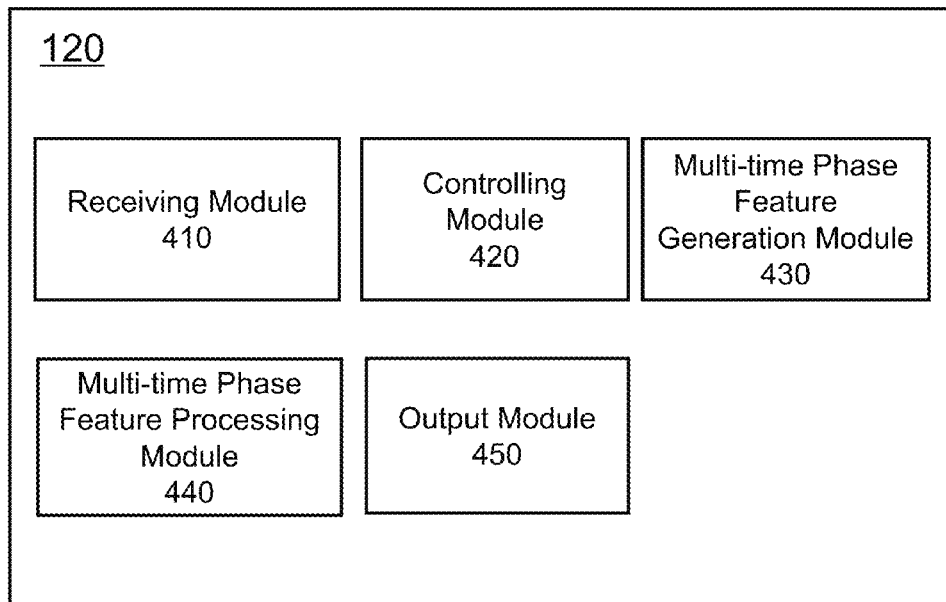 120
Receiving Module
410
Controlling
Module
420
Multi-time Phase
Feature
Generation Module
430
Multi-time Phase
Feature Processing
Module
440
Output Module
450